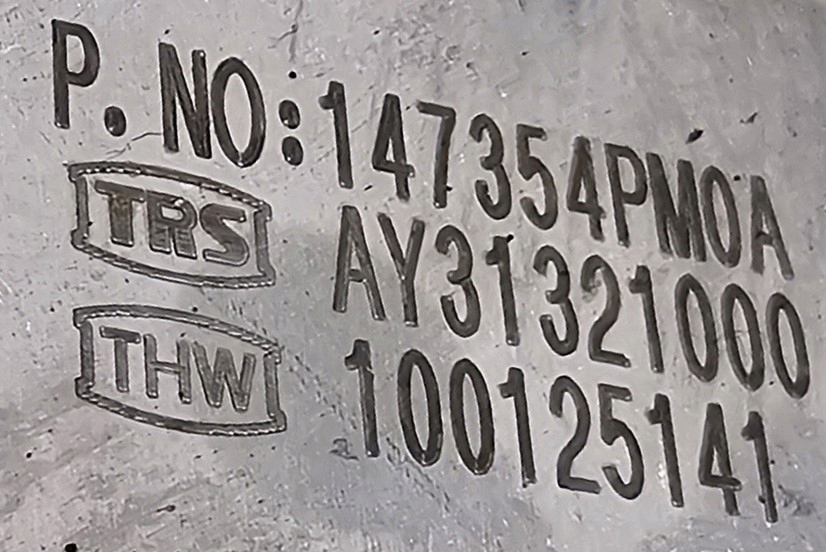 P. NO:147354PM0A
TRS
AY31321000
THW
100125141